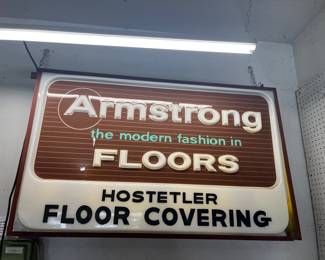 Armstrong
the modern fashion in
FLOORS
HOSTETLER
FLOOR COVERING